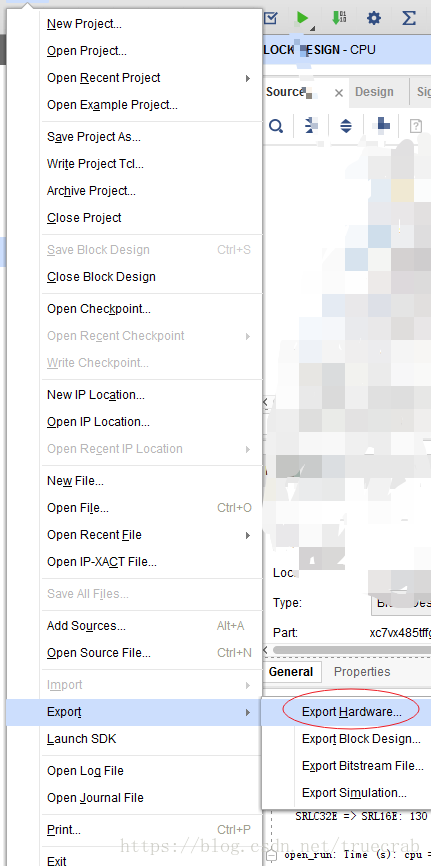 New Project...
Open Project...
Open Recent Project
Open Example Project...
Save Project As...
Write Project Tcl...
Archive Project...
Close Project
Save Block Design Ctrl+S
Close Block Design
Open Checkpoint...
Open Recent Checkpoint
Write Checkpoint...
New IP Location...
Open IP Location...
Open Recent IP Location
New File...
Open File... Ctrl+O
Open Recent File
Open IP-XACT File...
Save All Files...
Add Sources... Alt+A
Open Source File... Ctrl+N
Import
Export
Launch SDK
Open Log File
Open Journal File
Print... Ctrl+P
Exit
LOCK DESIGN - CPU
Source Design Sig
Loc
Type:
Part: xc7vx485tffg
General Properties
Export Hardware...
Export Block Design...
Export Bitstream File...
Export Simulation...
SRLC32E => SRL16E: 130
open_run: Time (s): cpu =
https://blog.csdn.net/truecrab